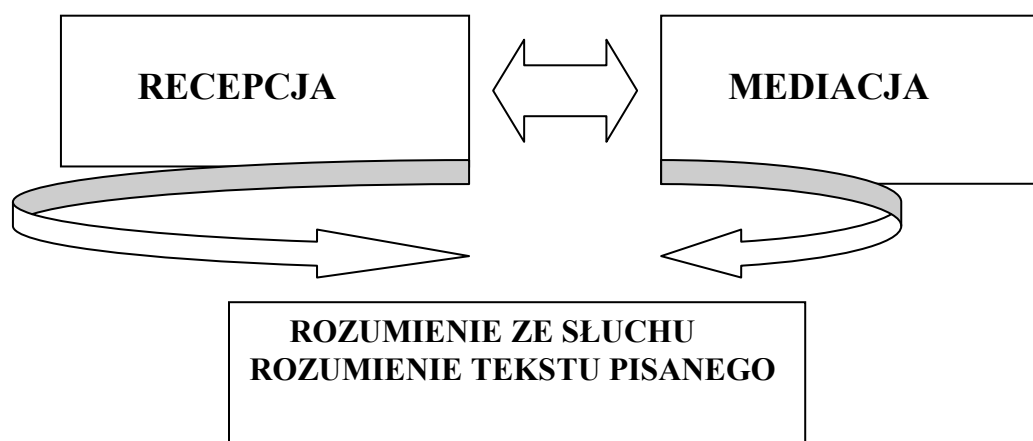 RECEPCJA
MEDIACJA
ROZUMIENIE ZE SŁUCHU
ROZUMIENIE TEKSTU PISANEGO